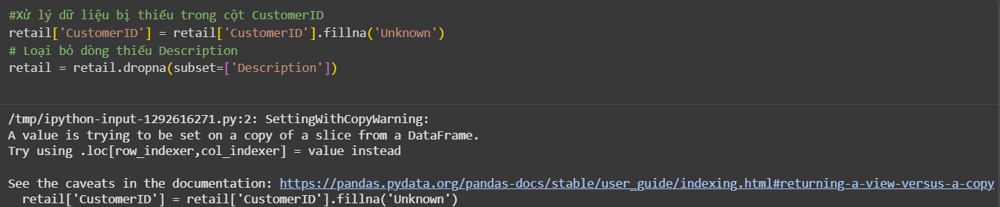 #Xử lý dữ liệu bị thiếu trong cột CustomerID
retail['CustomerID'] = retail['CustomerID'].fillna('Unknown')
# Loại bỏ dòng thiếu Description
retail = retail.dropna(subset=['Description'])
/tmp/ipython-input-1292616271.py:2: SettingWithCopyWarning:
A value is trying to be set on a copy of a slice from a DataFrame.
Try using .loc[row_indexer,col_indexer] = value instead
See the caveats in the documentation: https://pandas.pydata.org/pandas-docs/stable/user_guide/indexing.html#returning-a-view-versus-a-copy
  retail['CustomerID'] = retail['CustomerID'].fillna('Unknown')